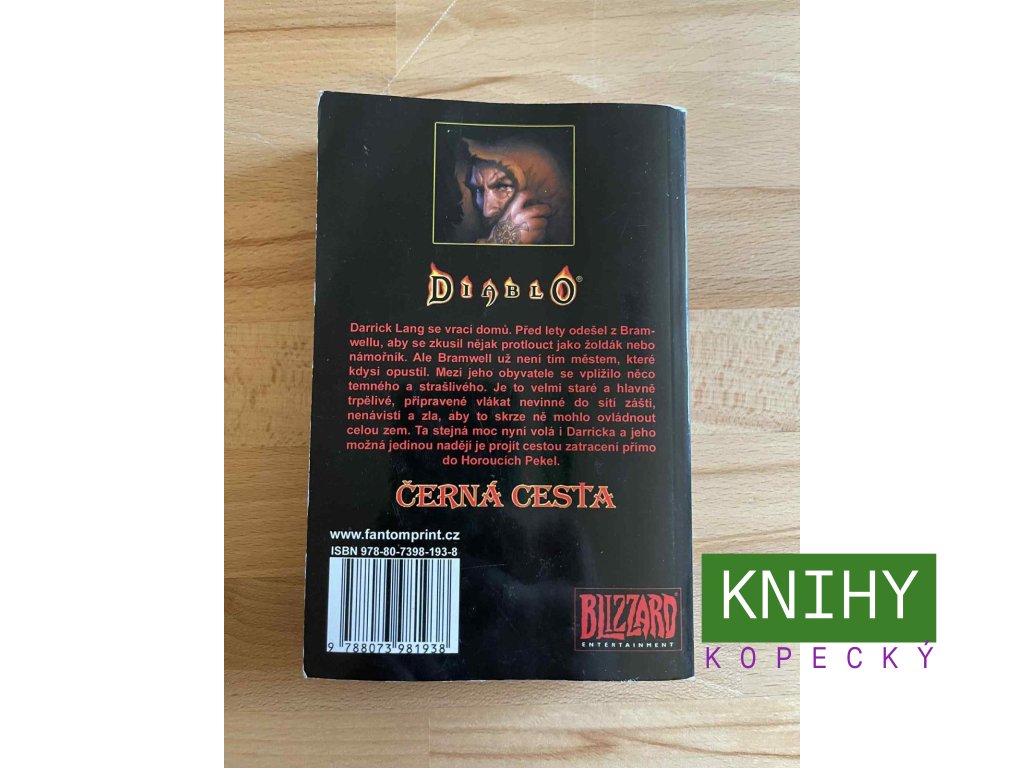 DIABLO®
Darrick Lang se vrací domů. Před lety odešel z Bram-
wellu, aby se zkusil nějak protlouct jako žoldák nebo
námořník. Ale Bramwell už není tím městem, které
kdysi opustil. Mezi jeho obyvatele se vplížilo něco
temného a strašlivého. Je to velmi staré a hlavně
trpělivé, připravené vlákat nevinné do sítí zášti,
nenávisti a zla, aby to skrze ně mohlo ovládnout
celou zem. Ta stejná moc nyní volá i Darricka a jeho
možná jedinou nadějí je projít cestou zatracení přímo
do Horoucích Pekel.
ČERNÁ CESTA
www.fantomprint.cz
ISBN 978-80-7398-193-8
9 788073 981938
BLIZZARD®
ENTERTAINMENT
KNIHY
KOPECKÝ